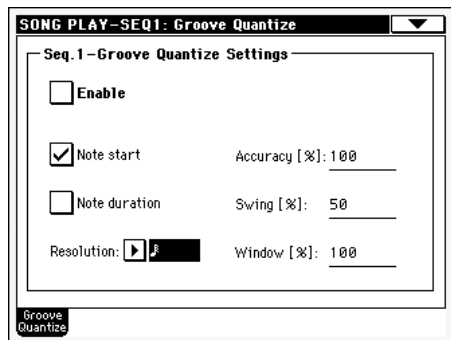 SONG PLAY-SEQ1: Groove Quantize
Seq.1-Groove Quantize Settings
Enable
Note start
Accuracy [%]: 100
Note duration
Swing [%]: 50
Resolution:
Window [%]: 100
Groove
Quantize